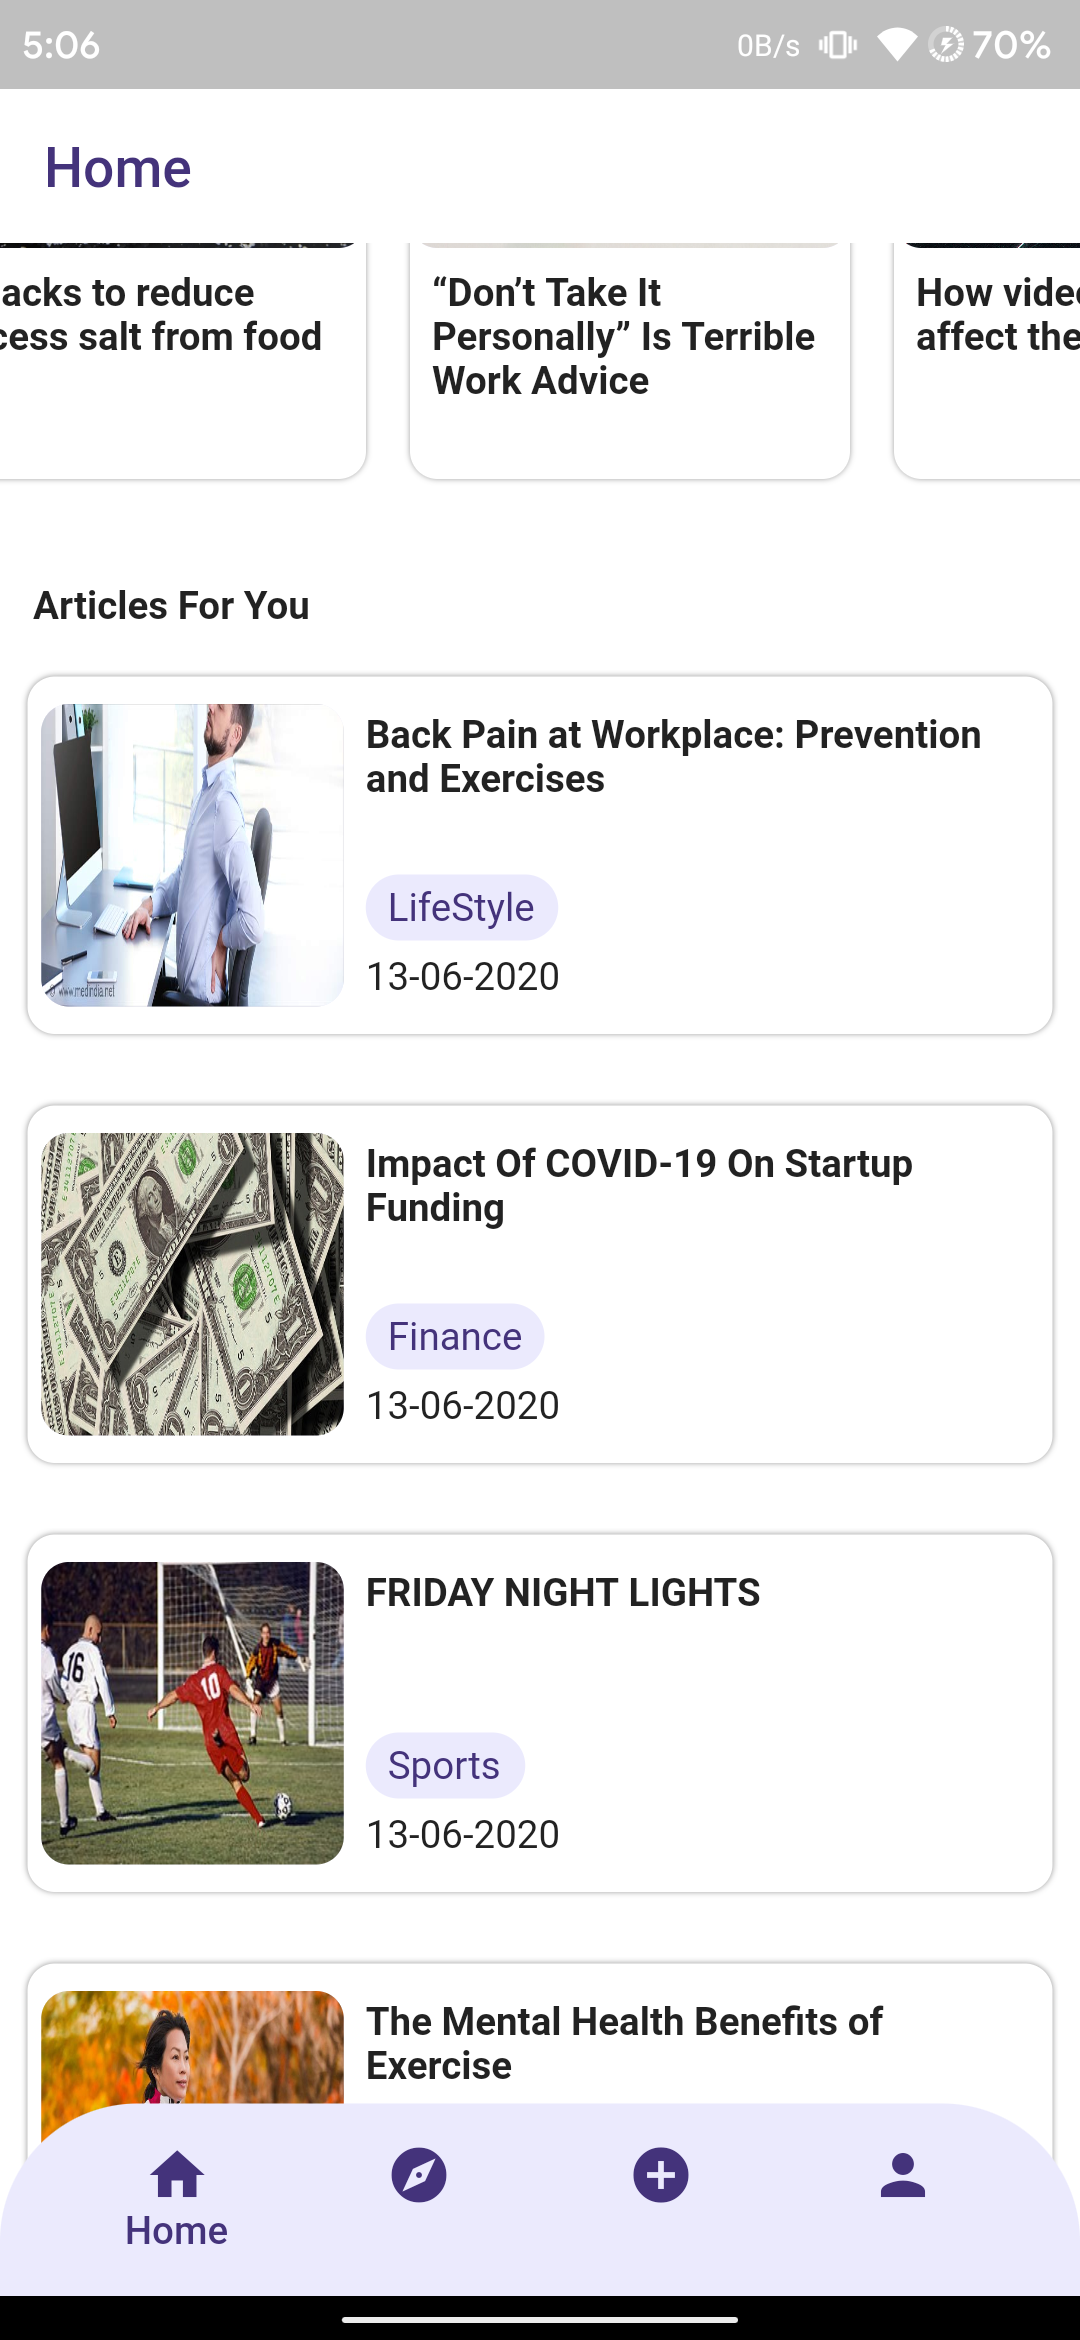 5:06
0B/s
70%
Home
acks to reduce
cess salt from food
“Don’t Take It
Personally” Is Terrible
Work Advice
How vide
affect the
Articles For You
Back Pain at Workplace: Prevention
and Exercises
LifeStyle
13-06-2020
© www.medindia.net
Impact Of COVID-19 On Startup
Funding
Finance
13-06-2020
FRIDAY NIGHT LIGHTS
16
10
Sports
13-06-2020
The Mental Health Benefits of
Exercise
Home